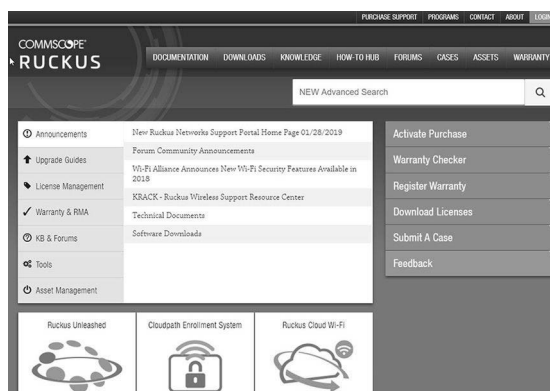 PURCHASE SUPPORT PROGRAMS CONTACT ABOUT LOGIN
COMMSCOPE®
RUCKUS
DOCUMENTATION DOWNLOADS KNOWLEDGE HOW-TO HUB FORUMS CASES ASSETS WARRANTY
NEW Advanced Search
Announcements
Upgrade Guides
License Management
Warranty & RMA
KB & Forums
Tools
Asset Management
New Ruckus Networks Support Portal Home Page 01/28/2019
Forum Community Announcements
Wi-Fi Alliance Announces New Wi-Fi Security Features Available in
2018
KRACK - Ruckus Wireless Support Resource Center
Technical Documents
Software Downloads
Activate Purchase
Warranty Checker
Register Warranty
Download Licenses
Submit A Case
Feedback
Ruckus Unleashed
Cloudpath Enrollment System
Ruckus Cloud Wi-Fi